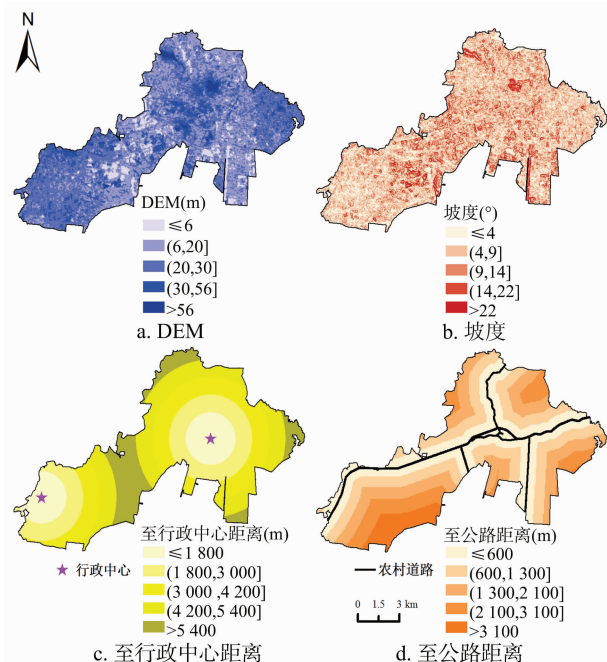 N
DEM(m)
≤6
(6,20]
(20,30]
(30,56]
>56
a. DEM
坡度(°)
≤4
(4,9]
(9,14]
(14,22]
>22
b. 坡度
行政中心
至行政中心距离(m)
≤1 800
(1 800,3 000]
(3 000 ,4 200]
(4 200,5 400]
>5 400
c. 至行政中心距离
农村道路
0 1.5 3 km
至公路距离(m)
≤600
(600,1 300]
(1 300,2 100]
(2 100,3 100]
>3 100
d. 至公路距离